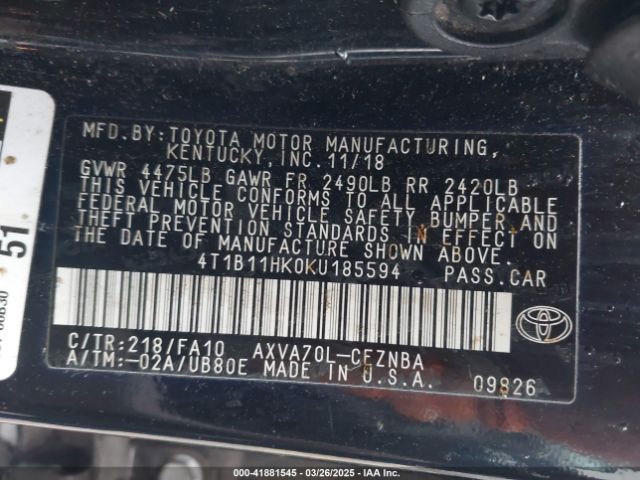 MFD.BY:TOYOTA MOTOR MANUFACTURING,
KENTUCKY,INC.11/18
GVWR 4475LB GAWR FR 2490LB RR 2420LB
THIS VEHICLE CONFORMS TO ALL APPLICABLE
FEDERAL MOTOR VEHICLE SAFETY, BUMPER, AND
THEFT PREVENTION STANDARDS IN EFFECT ON
THE DATE OF MANUFACTURE SHOWN ABOVE.
4T1B11HK0KU185594 PASS.CAR
C/TR:218/FA10 AXVA70L-CEZNBA
A/TM:-02A/UB80E MADE IN U.S.A.
09826
51
00830
000-41881545 | 03/26/2025 | IAA Inc.